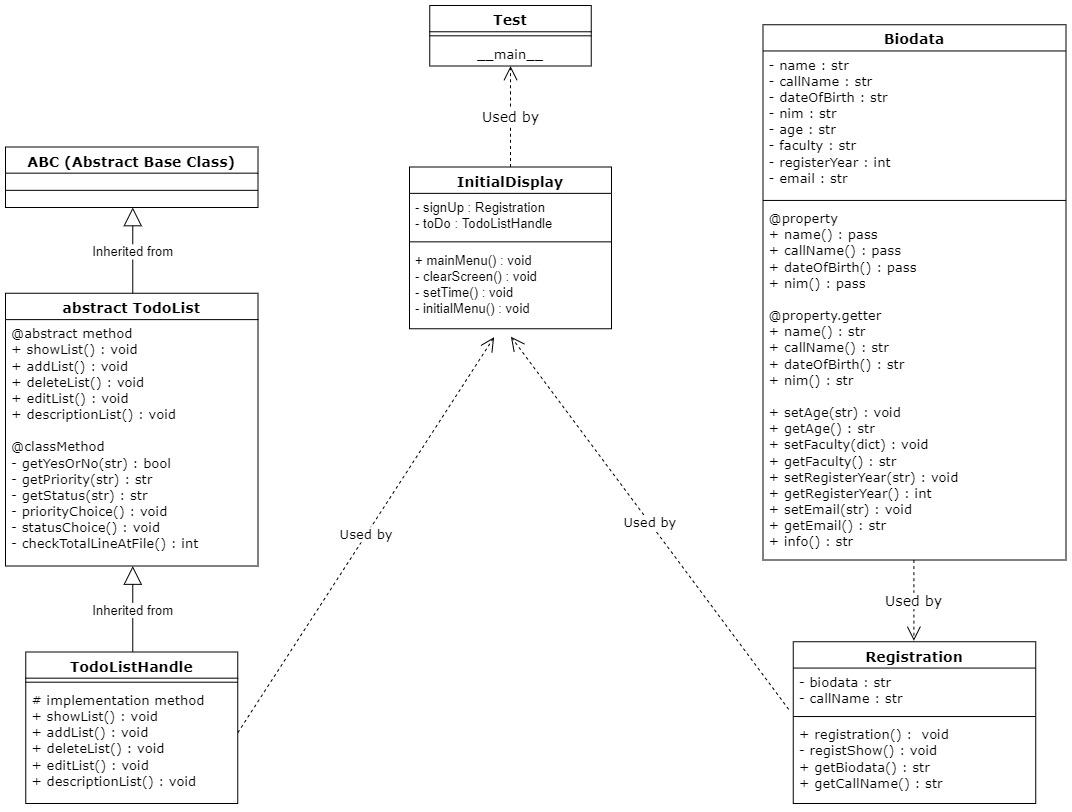 Test
__main__
Used by
InitialDisplay
- signUp : Registration
- toDo : TodoListHandle
+ mainMenu() : void
- clearScreen() : void
- setTime() : void
- initialMenu() : void
ABC (Abstract Base Class)
Inherited from
abstract TodoList
@abstract method
+ showList() : void
+ addList() : void
+ deleteList() : void
+ editList() : void
+ descriptionList() : void
@classMethod
- getYesOrNo(str) : bool
- getPriority(str) : str
- getStatus(str) : str
- priorityChoice() : void
- statusChoice() : void
- checkTotalLineAtFile() : int
Inherited from
TodoListHandle
# implementation method
+ showList() : void
+ addList() : void
+ deleteList() : void
+ editList() : void
+ descriptionList() : void
Used by
Used by
Biodata
- name : str
- callName : str
- dateOfBirth : str
- nim : str
- age : str
- faculty : str
- registerYear : int
- email : str
@property
+ name() : pass
+ callName() : pass
+ dateOfBirth() : pass
+ nim() : pass
@property.getter
+ name() : str
+ callName() : str
+ dateOfBirth() : str
+ nim() : str
+ setAge(str) : void
+ getAge() : str
+ setFaculty(dict) : void
+ getFaculty() : str
+ setRegisterYear(str) : void
+ getRegisterYear() : int
+ setEmail(str) : void
+ getEmail() : str
+ info() : str
Used by
Registration
- biodata : str
- callName : str
+ registration() :  void
- registShow() : void
+ getBiodata() : str
+ getCallName() : str